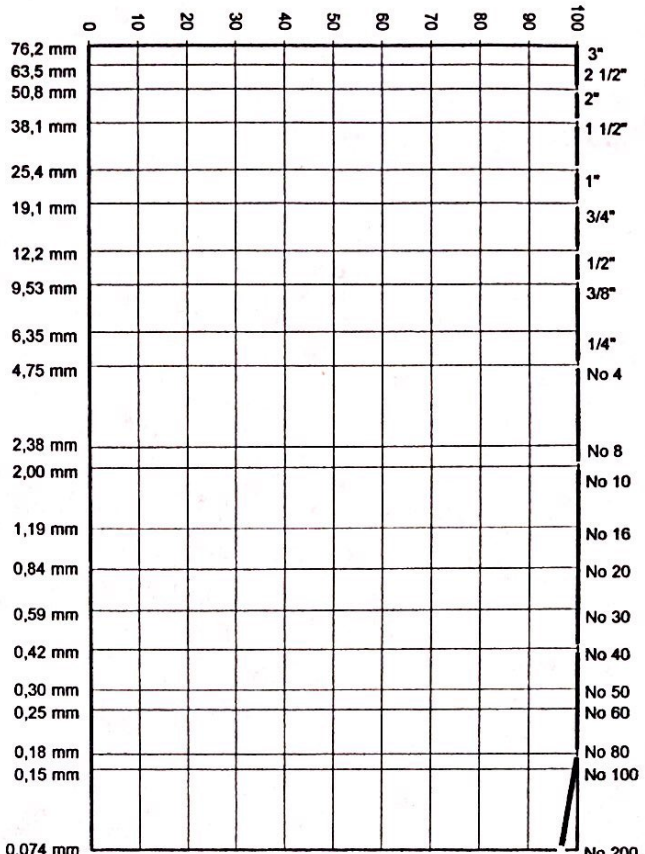 0 10 20 30 40 50 60 70 80 90 100
76,2 mm 3"
63,5 mm 2 1/2"
50,8 mm 2"
38,1 mm 1 1/2"
25,4 mm 1"
19,1 mm 3/4"
12,2 mm 1/2"
9,53 mm 3/8"
6,35 mm 1/4"
4,75 mm No 4
2,38 mm No 8
2,00 mm No 10
1,19 mm No 16
0,84 mm No 20
0,59 mm No 30
0,42 mm No 40
0,30 mm No 50
0,25 mm No 60
0,18 mm No 80
0,15 mm No 100
0,074 mm No 200